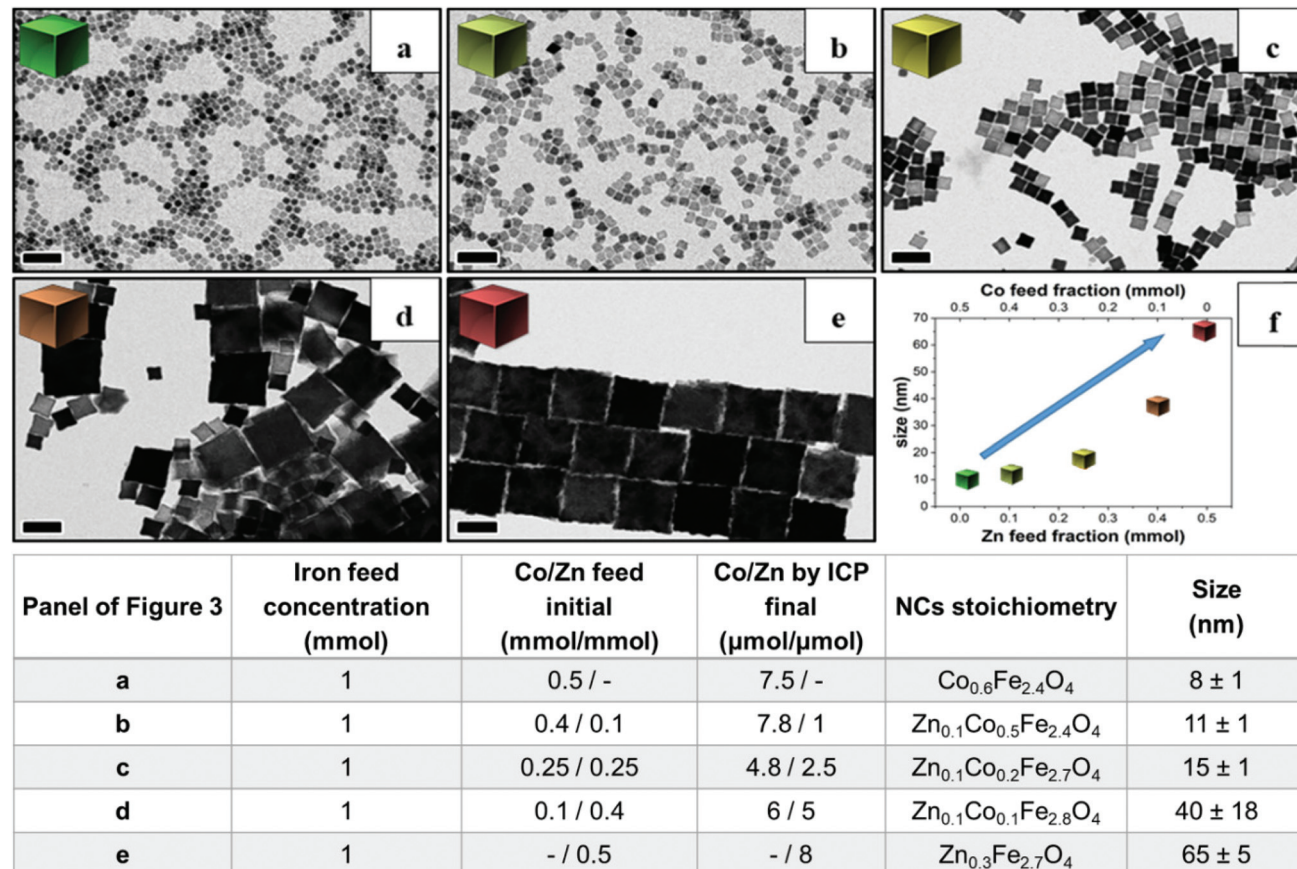 a
b
c
d
e
f
Co feed fraction (mmol)
0.5 0.4 0.3 0.2 0.1 0
70
60
50
40
30
20
10
0
size (nm)
0.0 0.1 0.2 0.3 0.4 0.5
Zn feed fraction (mmol)
Panel of Figure 3 | Iron feed concentration (mmol) | Co/Zn feed initial (mmol/mmol) | Co/Zn by ICP final (µmol/µmol) | NCs stoichiometry | Size (nm)
a 1 0.5 / - 7.5 / - Co0.6Fe2.4O4 8 ± 1
b 1 0.4 / 0.1 7.8 / 1 Zn0.1Co0.5Fe2.4O4 11 ± 1
c 1 0.25 / 0.25 4.8 / 2.5 Zn0.1Co0.2Fe2.7O4 15 ± 1
d 1 0.1 / 0.4 6 / 5 Zn0.1Co0.1Fe2.8O4 40 ± 18
e 1 - / 0.5 - / 8 Zn0.3Fe2.7O4 65 ± 5